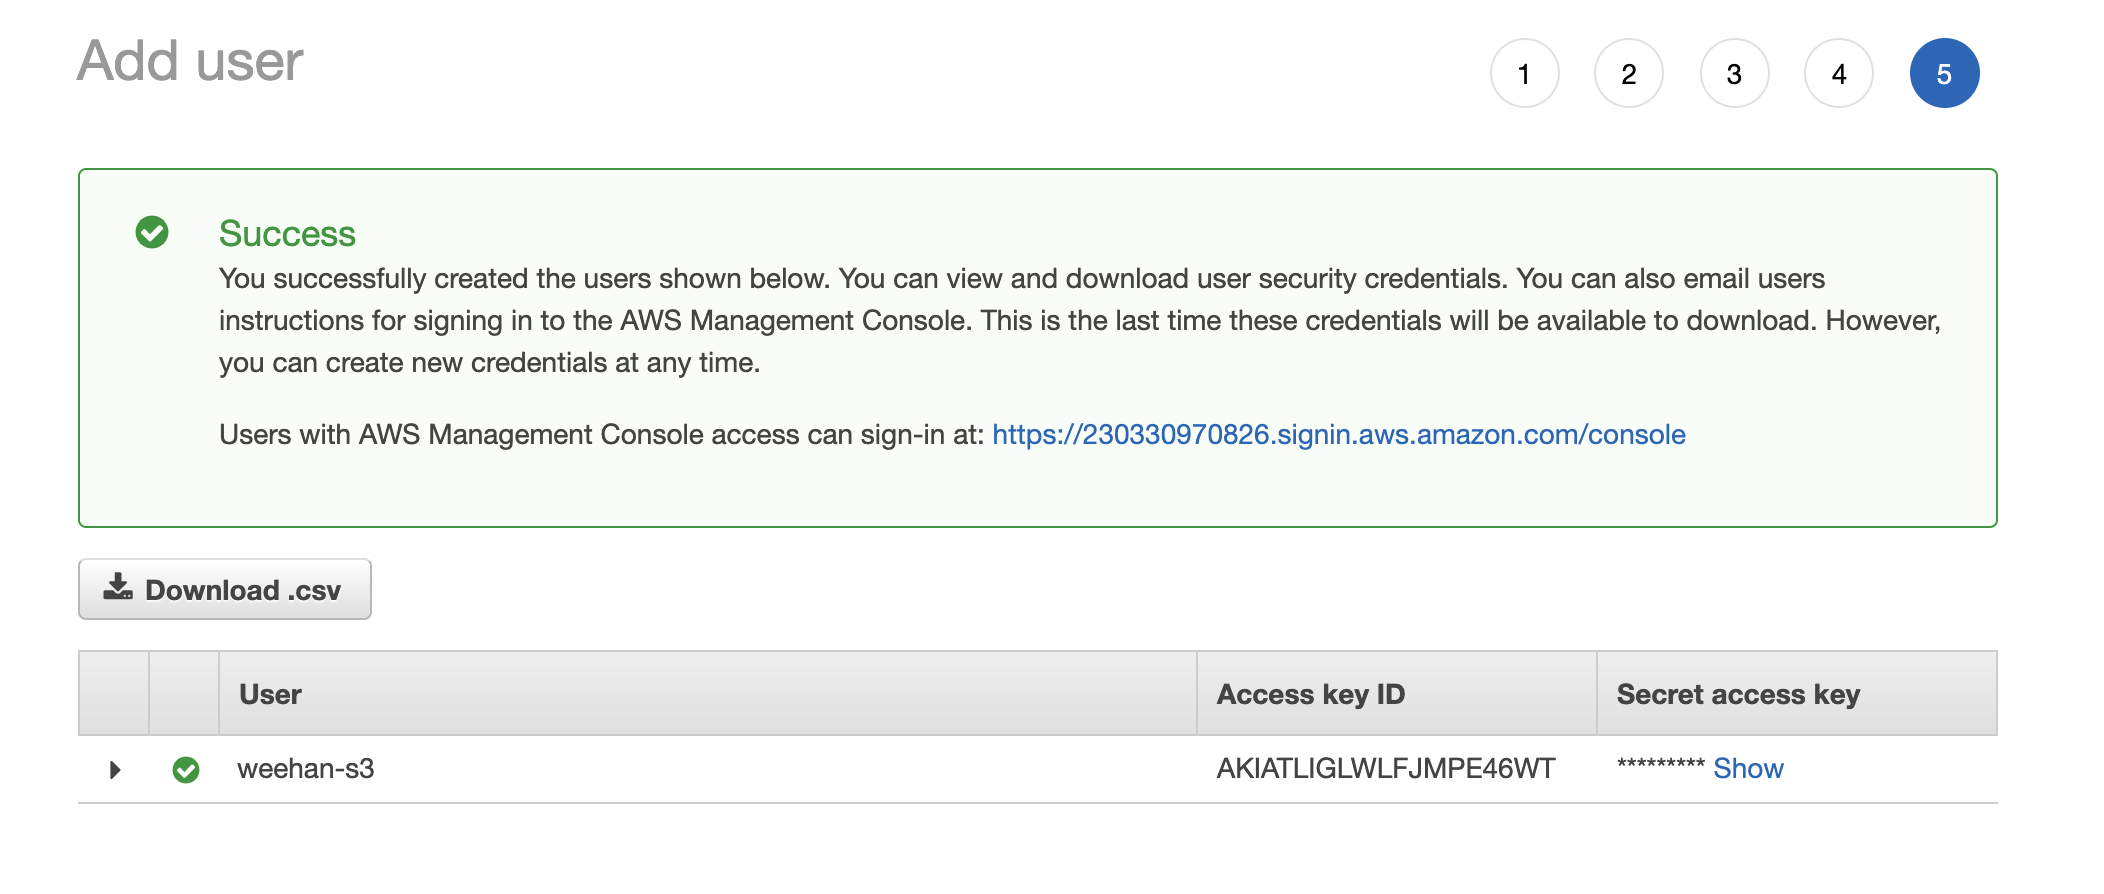 Add user
1 2 3 4 5
Success
You successfully created the users shown below. You can view and download user security credentials. You can also email users
instructions for signing in to the AWS Management Console. This is the last time these credentials will be available to download. However,
you can create new credentials at any time.
Users with AWS Management Console access can sign-in at: https://230330970826.signin.aws.amazon.com/console
Download .csv
User Access key ID Secret access key
weehan-s3 AKIATLIGLWLFJMPE46WT ********* Show